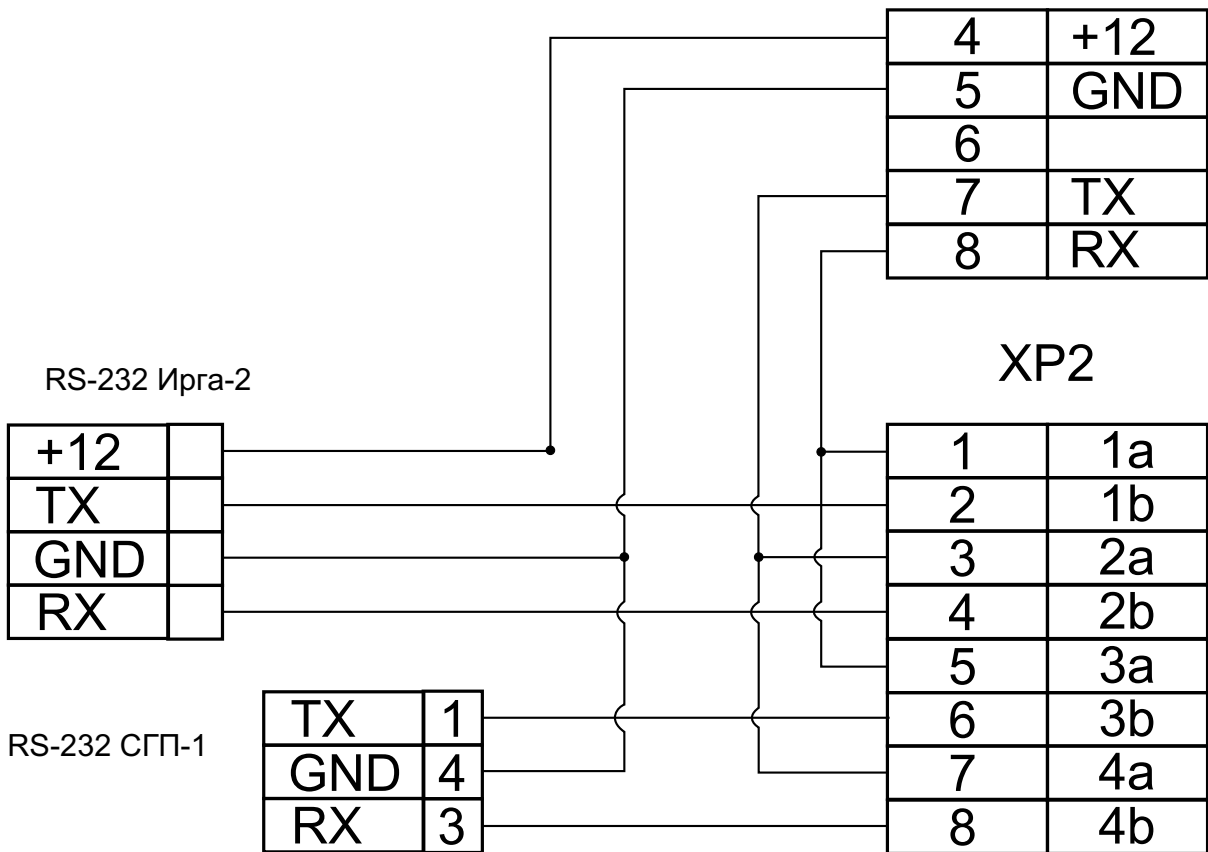 4 +12
5 GND
6
7 TX
8 RX
XP2
RS-232 Ирга-2
+12
TX
GND
RX
1 1a
2 1b
3 2a
4 2b
5 3a
6 3b
7 4a
8 4b
RS-232 СГП-1
TX 1
GND 4
RX 3